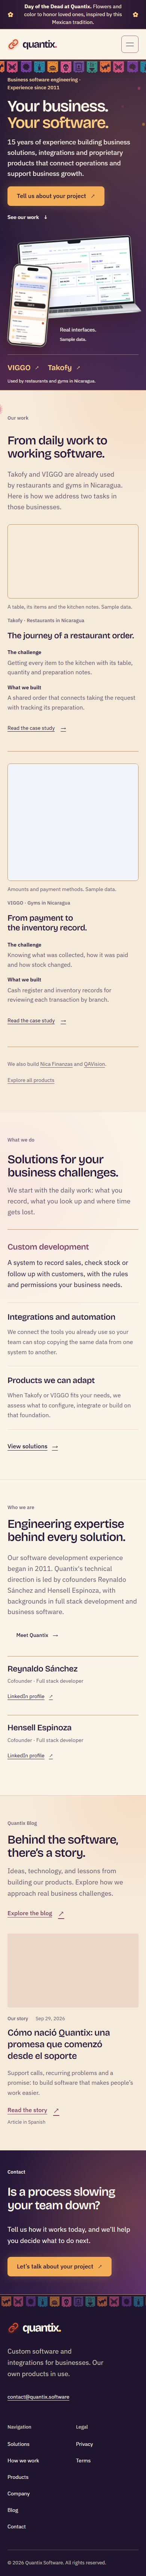 Day of the Dead at Quantix. Flowers and
color to honor loved ones, inspired by this
Mexican tradition.
quantix.
Business software engineering ·
Experience since 2011
Your business.
Your software.
15 years of experience building business
solutions, integrations and proprietary
products that connect operations and
support business growth.
Tell us about your project ↗
See our work ↓
Real interfaces.
Sample data.
VIGGO ↗ Takofy ↗
Used by restaurants and gyms in Nicaragua.
Our work
From daily work to
working software.
Takofy and VIGGO are already used
by restaurants and gyms in Nicaragua.
Here is how we address two tasks in
those businesses.
A table, its items and the kitchen notes. Sample data.
Takofy · Restaurants in Nicaragua
The journey of a restaurant order.
The challenge
Getting every item to the kitchen with its table,
quantity and preparation notes.
What we built
A shared order that connects taking the request
with tracking its preparation.
Read the case study →
Amounts and payment methods. Sample data.
VIGGO · Gyms in Nicaragua
From payment to
the inventory record.
The challenge
Knowing what was collected, how it was paid
and how stock changed.
What we built
Cash register and inventory records for
reviewing each transaction by branch.
Read the case study →
We also build Nica Finanzas and QAVision.
Explore all products
What we do
Solutions for your
business challenges.
We start with the daily work: what you
record, what you look up and where time
gets lost.
Custom development
A system to record sales, check stock or
follow up with customers, with the rules
and permissions your business needs.
Integrations and automation
We connect the tools you already use so your
team can stop copying the same data from one
system to another.
Products we can adapt
When Takofy or VIGGO fits your needs, we
assess what to configure, integrate or build on
that foundation.
View solutions →
Who we are
Engineering expertise
behind every solution.
Our software development experience
began in 2011. Quantix's technical
direction is led by cofounders Reynaldo
Sánchez and Hensell Espinoza, with
backgrounds in full stack development and
business software.
Meet Quantix →
Reynaldo Sánchez
Cofounder · Full stack developer
LinkedIn profile ↗
Hensell Espinoza
Cofounder · Full stack developer
LinkedIn profile ↗
Quantix Blog
Behind the software,
there's a story.
Ideas, technology, and lessons from
building our products. Explore how we
approach real business challenges.
Explore the blog ↗
Our story Sep 29, 2026
Cómo nació Quantix: una
promesa que comenzó
desde el soporte
Support calls, recurring problems and a
promise: to build software that makes people's
work easier.
Read the story ↗
Article in Spanish
Contact
Is a process slowing
your team down?
Tell us how it works today, and we'll help
you decide what to do next.
Let's talk about your project ↗
quantix.
Custom software and
integrations for businesses. Our
own products in use.
contact@quantix.software
Navigation Legal
Solutions Privacy
How we work Terms
Products
Company
Blog
Contact
© 2026 Quantix Software. All rights reserved.